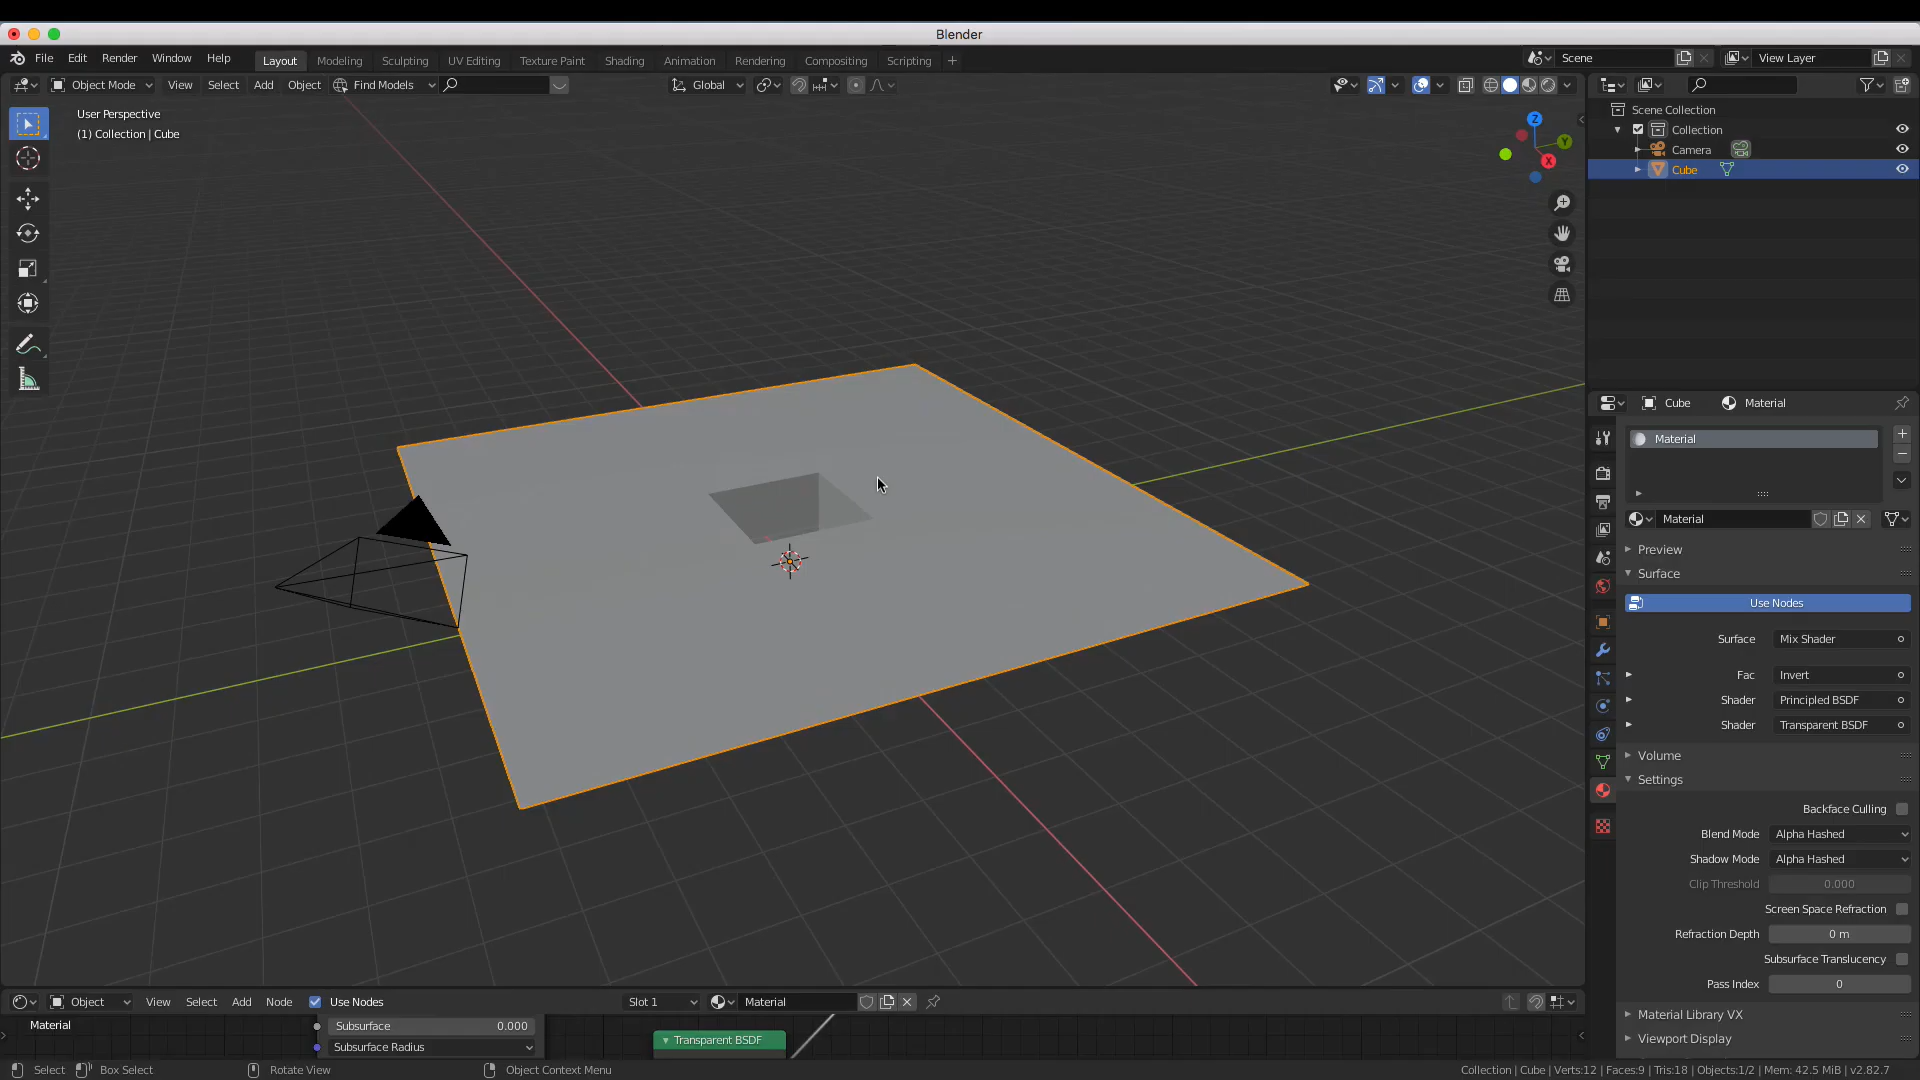 Blender
File Edit Render Window Help Layout Modeling Sculpting UV Editing Texture Paint Shading Animation Rendering Compositing Scripting + Scene View Layer
Object Mode View Select Add Object Find Models Global
User Perspective
(1) Collection | Cube
Z
Y
X
Scene Collection
Collection
Camera
Cube
Cube Material
Material
Material
Preview
Surface
Use Nodes
Surface Mix Shader
Fac Invert
Shader Principled BSDF
Shader Transparent BSDF
Volume
Settings
Backface Culling
Blend Mode Alpha Hashed
Shadow Mode Alpha Hashed
Clip Threshold 0.000
Screen Space Refraction
Refraction Depth 0 m
Subsurface Translucency
Pass Index 0
Material Library VX
Viewport Display
Object View Select Add Node Use Nodes Slot 1 Material
Material
Subsurface 0.000
Subsurface Radius
Transparent BSDF
Select Box Select Rotate View Object Context Menu Collection | Cube | Verts:12 | Faces:9 | Tris:18 | Objects:1/2 | Mem: 42.5 MiB | v2.82.7